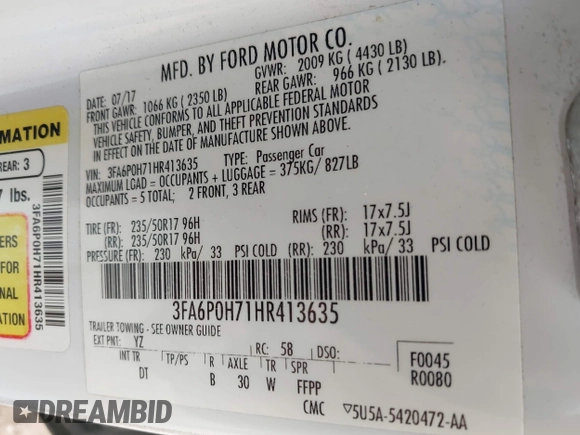 MFD. BY FORD MOTOR CO.
DATE: 07/17
GVWR: 2009 KG ( 4430 LB)
FRONT GAWR: 1066 KG ( 2350 LB)
REAR GAWR: 966 KG ( 2130 LB).
THIS VEHICLE CONFORMS TO ALL APPLICABLE FEDERAL MOTOR
VEHICLE SAFETY, BUMPER, AND THEFT PREVENTION STANDARDS
IN EFFECT ON THE DATE OF MANUFACTURE SHOWN ABOVE.
VIN: 3FA6P0H71HR413635 TYPE: Passenger Car
MAXIMUM LOAD = OCCUPANTS + LUGGAGE = 375KG/ 827LB
OCCUPANTS = 5 TOTAL; 2 FRONT, 3 REAR
TIRE (FR): 235/50R17 96H RIMS (FR): 17x7.5J
(RR): 235/50R17 96H (RR): 17x7.5J
PRESSURE (FR): 230 kPa/ 33 PSI COLD (RR): 230 kPa/ 33 PSI COLD
3FA6P0H71HR413635
TRAILER TOWING - SEE OWNER GUIDE
EXT PNT: YZ RC: 58 DSO:
INT TR TP/PS R AXLE TR SPR
DT B 30 W FFPP
F0045
R0080
CMC ▽5U5A-5420472-AA
RMATION
REAR: 3
7 lbs.
ERS
FOR
NAL
TION
3FA6P0H71HR413635
DREAMBID